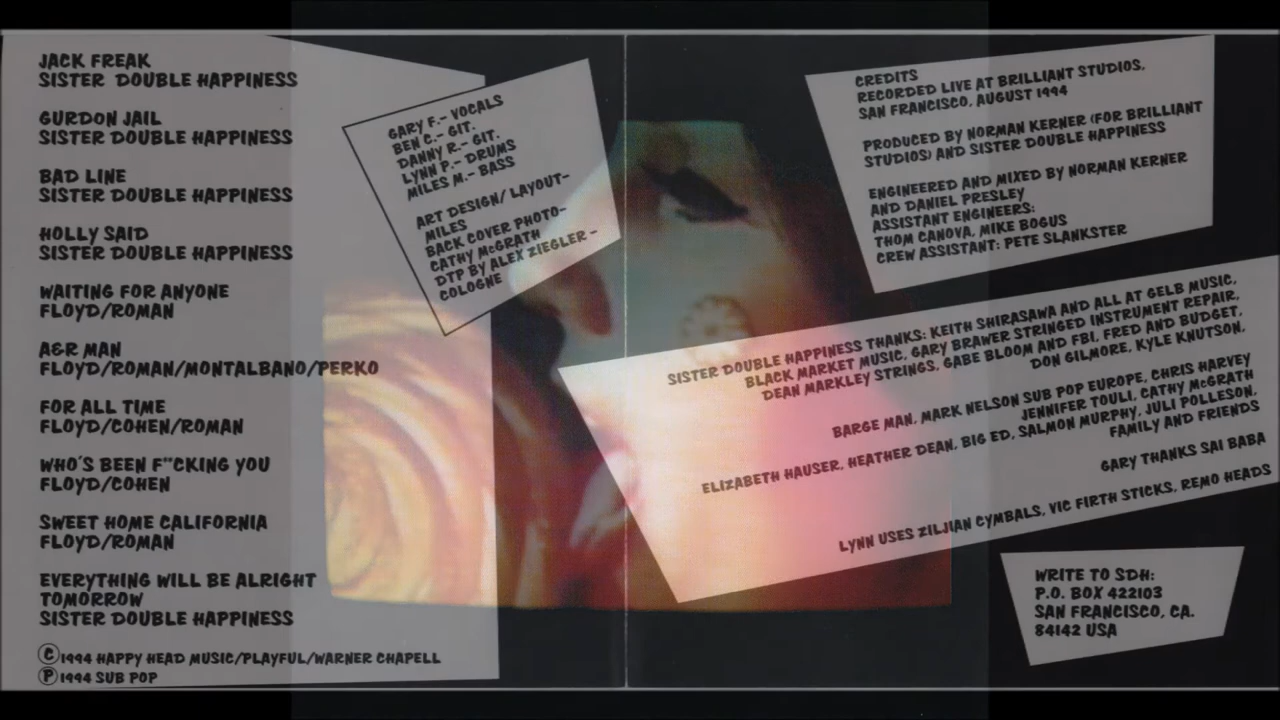 JACK FREAK
SISTER DOUBLE HAPPINESS
GURDON JAIL
SISTER DOUBLE HAPPINESS
BAD LINE
SISTER DOUBLE HAPPINESS
HOLLY SAID
SISTER DOUBLE HAPPINESS
WAITING FOR ANYONE
FLOYD/ROMAN
A&R MAN
FLOYD/ROMAN/MONTALBANO/PERKO
FOR ALL TIME
FLOYD/COHEN/ROMAN
WHO'S BEEN F**CKING YOU
FLOYD/COHEN
SWEET HOME CALIFORNIA
FLOYD/ROMAN
EVERYTHING WILL BE ALRIGHT
TOMORROW
SISTER DOUBLE HAPPINESS
©1994 HAPPY HEAD MUSIC/PLAYFUL/WARNER CHAPELL
℗1994 SUB POP
GARY F.- VOCALS
BEN C.- GIT.
DANNY R.- GIT.
LYNN P.- DRUMS
MILES M.- BASS
ART DESIGN/ LAYOUT-
MILES
BACK COVER PHOTO-
CATHY McGRATH
DTP BY ALEX ZIEGLER -
COLOGNE
CREDITS
RECORDED LIVE AT BRILLIANT STUDIOS,
SAN FRANCISCO, AUGUST 1994
PRODUCED BY NORMAN KERNER (FOR BRILLIANT
STUDIOS) AND SISTER DOUBLE HAPPINESS
ENGINEERED AND MIXED BY NORMAN KERNER
AND DANIEL PRESLEY
ASSISTANT ENGINEERS:
THOM CANOVA, MIKE BOGUS
CREW ASSISTANT: PETE SLANKSTER
SISTER DOUBLE HAPPINESS THANKS: KEITH SHIRASAWA AND ALL AT GELB MUSIC,
BLACK MARKET MUSIC, GARY BRAWER STRINGED INSTRUMENT REPAIR,
DEAN MARKLEY STRINGS, GABE BLOOM AND FBI, FRED AND BUDGET,
DON GILMORE, KYLE KNUTSON,
BARGE MAN, MARK NELSON SUB POP EUROPE, CHRIS HARVEY
JENNIFER TOULI, CATHY McGRATH
ELIZABETH HAUSER, HEATHER DEAN, BIG ED, SALMON MURPHY, JULI POLLESON,
FAMILY AND FRIENDS
GARY THANKS SAI BABA
LYNN USES ZILJIAN CYMBALS, VIC FIRTH STICKS, REMO HEADS
WRITE TO SDH:
P.O. BOX 422103
SAN FRANCISCO, CA.
84142 USA